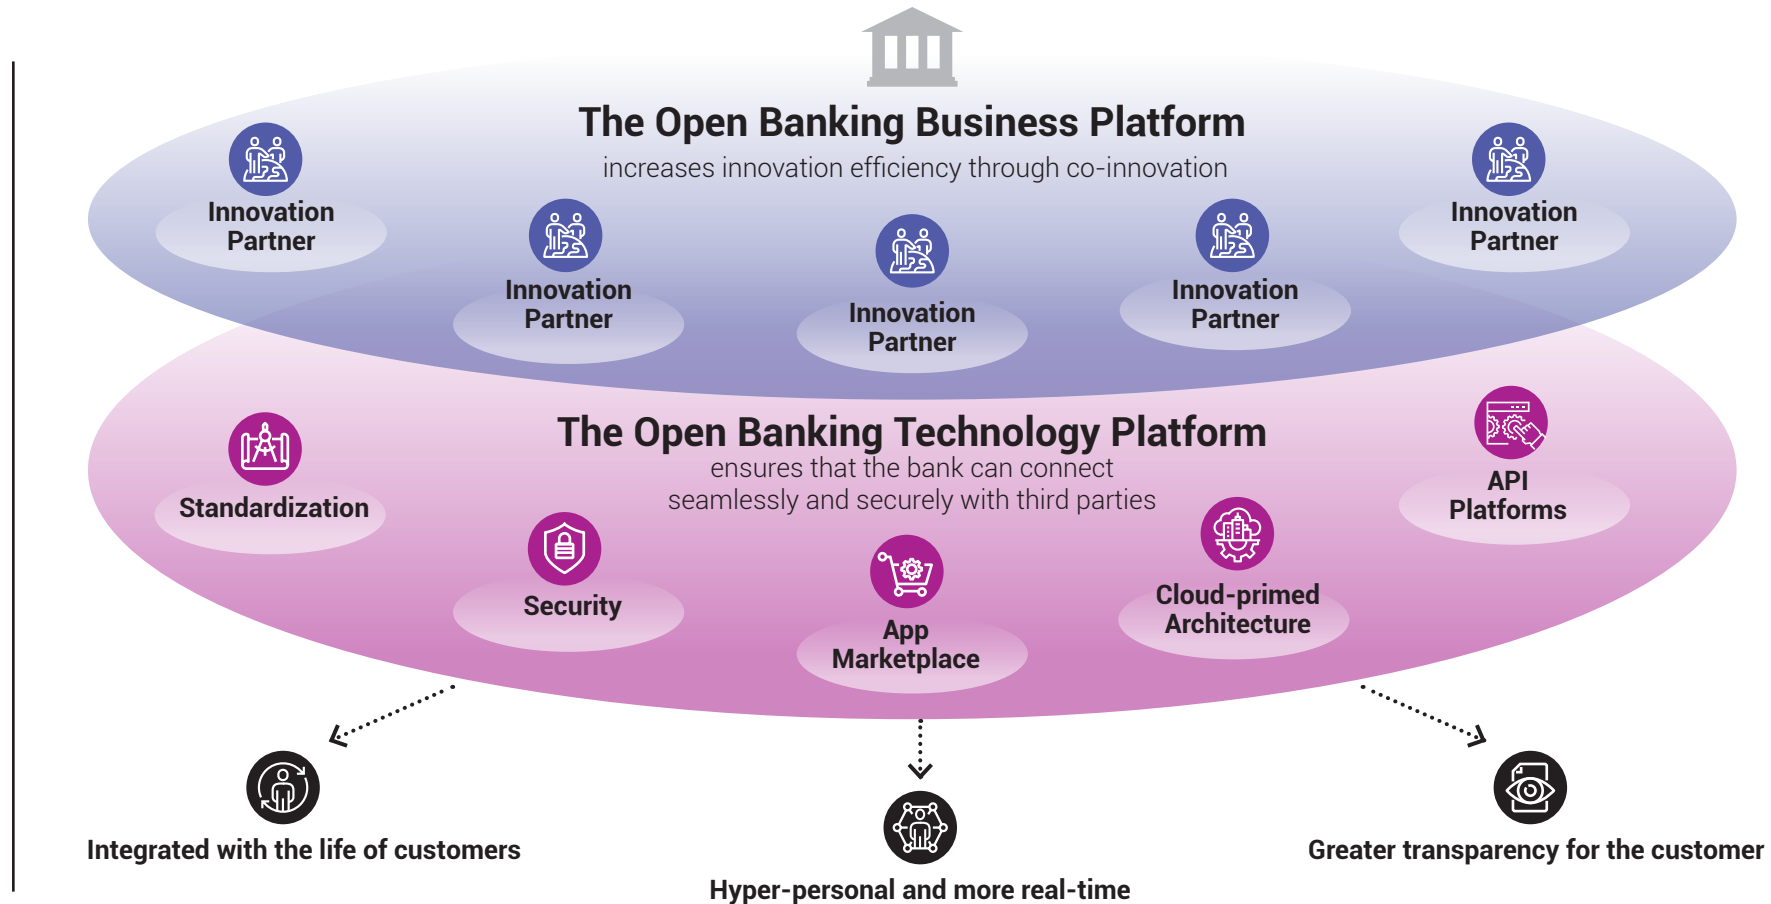 The Open Banking Business Platform
increases innovation efficiency through co-innovation
Innovation
Partner
Innovation
Partner
Innovation
Partner
Innovation
Partner
Innovation
Partner
The Open Banking Technology Platform
ensures that the bank can connect
seamlessly and securely with third parties
Standardization
Security
App
Marketplace
Cloud-primed
Architecture
API
Platforms
Integrated with the life of customers
Hyper-personal and more real-time
Greater transparency for the customer